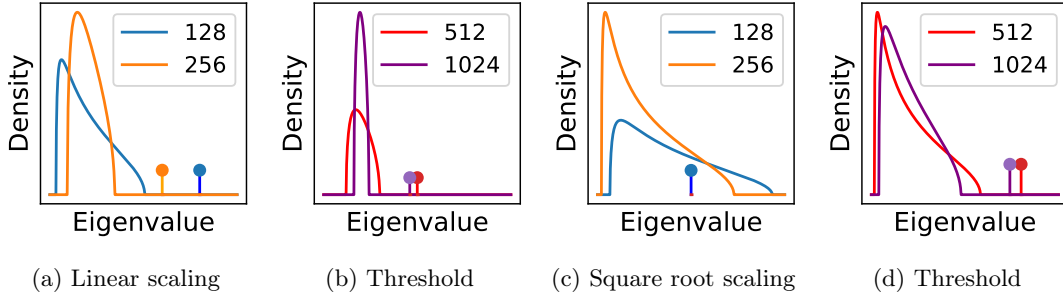 128
256
Density
Eigenvalue
(a) Linear scaling
512
1024
Density
Eigenvalue
(b) Threshold
128
256
Density
Eigenvalue
(c) Square root scaling
512
1024
Density
Eigenvalue
(d) Threshold